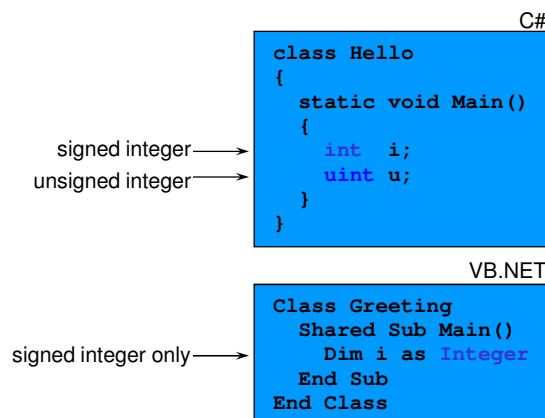 C#
class Hello
{
static void Main()
{
signed integer
int i;
unsigned integer
uint u;
}
}
VB.NET
Class Greeting
Shared Sub Main()
signed integer only
Dim i as Integer
End Sub
End Class